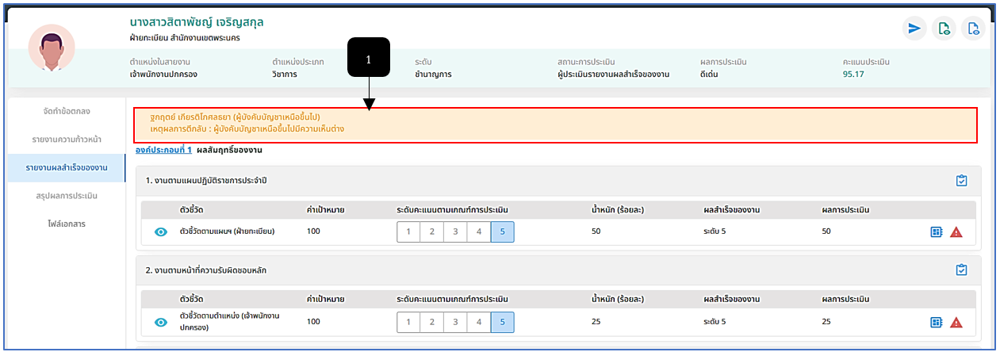 นางสาวสิตาพัชญ์ เจริญสกุล
ฝ่ายทะเบียน สำนักงานเขตพระนคร
ตำแหน่งในสายงาน ตำแหน่งประเภท ระดับ สถานะการประเมิน ผลการประเมิน คะแนนประเมิน
เจ้าพนักงานปกครอง วิชาการ ชำนาญการ ผู้ประเมินรายงานผลสำเร็จของงาน ดีเด่น 95.17
1
จัดทำข้อตกลง
รายงานความก้าวหน้า
รายงานผลสำเร็จของงาน
สรุปผลการประเมิน
ไฟล์เอกสาร
ฐกฤตย์ เกียรติโกศลธยา (ผู้บังคับบัญชาเหนือขึ้นไป)
เหตุผลการตีกลับ : ผู้บังคับบัญชาเหนือขึ้นไปมีความเห็นต่าง
องค์ประกอบที่ 1 ผลสัมฤทธิ์ของงาน
1. งานตามแผนปฏิบัติราชการประจำปี
ตัวชี้วัด ค่าเป้าหมาย ระดับคะแนนตามเกณฑ์การประเมิน น้ำหนัก (ร้อยละ) ผลสำเร็จของงาน ผลการประเมิน
ตัวชี้วัดตามแผนฯ (ฝ่ายทะเบียน) 100 1 2 3 4 5 50 ระดับ 5 50
2. งานตามหน้าที่ความรับผิดชอบหลัก
ตัวชี้วัด ค่าเป้าหมาย ระดับคะแนนตามเกณฑ์การประเมิน น้ำหนัก (ร้อยละ) ผลสำเร็จของงาน ผลการประเมิน
ตัวชี้วัดตามตำแหน่ง (เจ้าพนักงาน
ปกครอง) 100 1 2 3 4 5 25 ระดับ 5 25